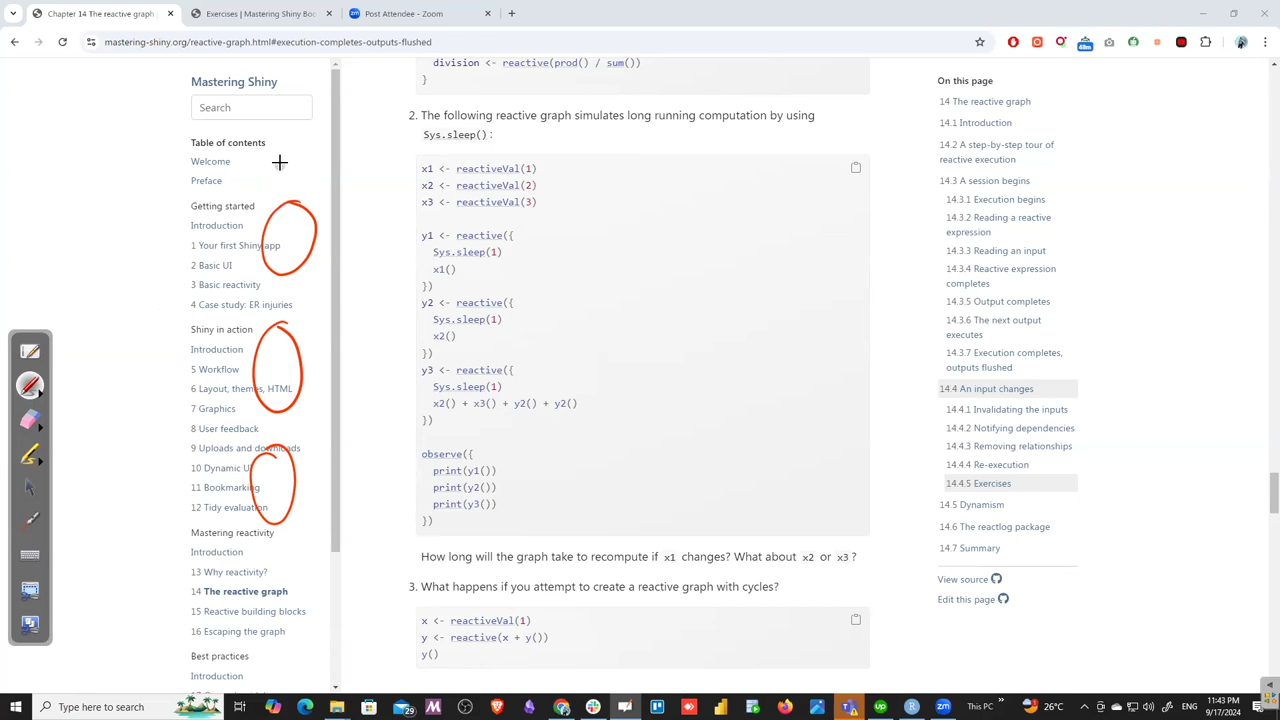 Chapter 14 The reactive graph
Exercises | Mastering Shiny Boo
Post Attendee - Zoom
mastering-shiny.org/reactive-graph.html#execution-completes-outputs-flushed
49m
Mastering Shiny
Search
Table of contents
Welcome
Preface
Getting started
Introduction
1 Your first Shiny app
2 Basic UI
3 Basic reactivity
4 Case study: ER injuries
Shiny in action
Introduction
5 Workflow
6 Layout, themes, HTML
7 Graphics
8 User feedback
9 Uploads and downloads
10 Dynamic UI
11 Bookmarking
12 Tidy evaluation
Mastering reactivity
Introduction
13 Why reactivity?
14 The reactive graph
15 Reactive building blocks
16 Escaping the graph
Best practices
Introduction
division <- reactive(prod() / sum())
}
2. The following reactive graph simulates long running computation by using
Sys.sleep():
x1 <- reactiveVal(1)
x2 <- reactiveVal(2)
x3 <- reactiveVal(3)
y1 <- reactive({
Sys.sleep(1)
x1()
})
y2 <- reactive({
Sys.sleep(1)
x2()
})
y3 <- reactive({
Sys.sleep(1)
x2() + x3() + y2() + y2()
})
observe({
print(y1())
print(y2())
print(y3())
})
How long will the graph take to recompute if x1 changes? What about x2 or x3?
3. What happens if you attempt to create a reactive graph with cycles?
x <- reactiveVal(1)
y <- reactive(x + y())
y()
On this page
14 The reactive graph
14.1 Introduction
14.2 A step-by-step tour of
reactive execution
14.3 A session begins
14.3.1 Execution begins
14.3.2 Reading a reactive
expression
14.3.3 Reading an input
14.3.4 Reactive expression
completes
14.3.5 Output completes
14.3.6 The next output
executes
14.3.7 Execution completes,
outputs flushed
14.4 An input changes
14.4.1 Invalidating the inputs
14.4.2 Notifying dependencies
14.4.3 Removing relationships
14.4.4 Re-execution
14.4.5 Exercises
14.5 Dynamism
14.6 The reactlog package
14.7 Summary
View source
Edit this page
Type here to search
29
This PC
26°C
11:43 PM
9/17/2024